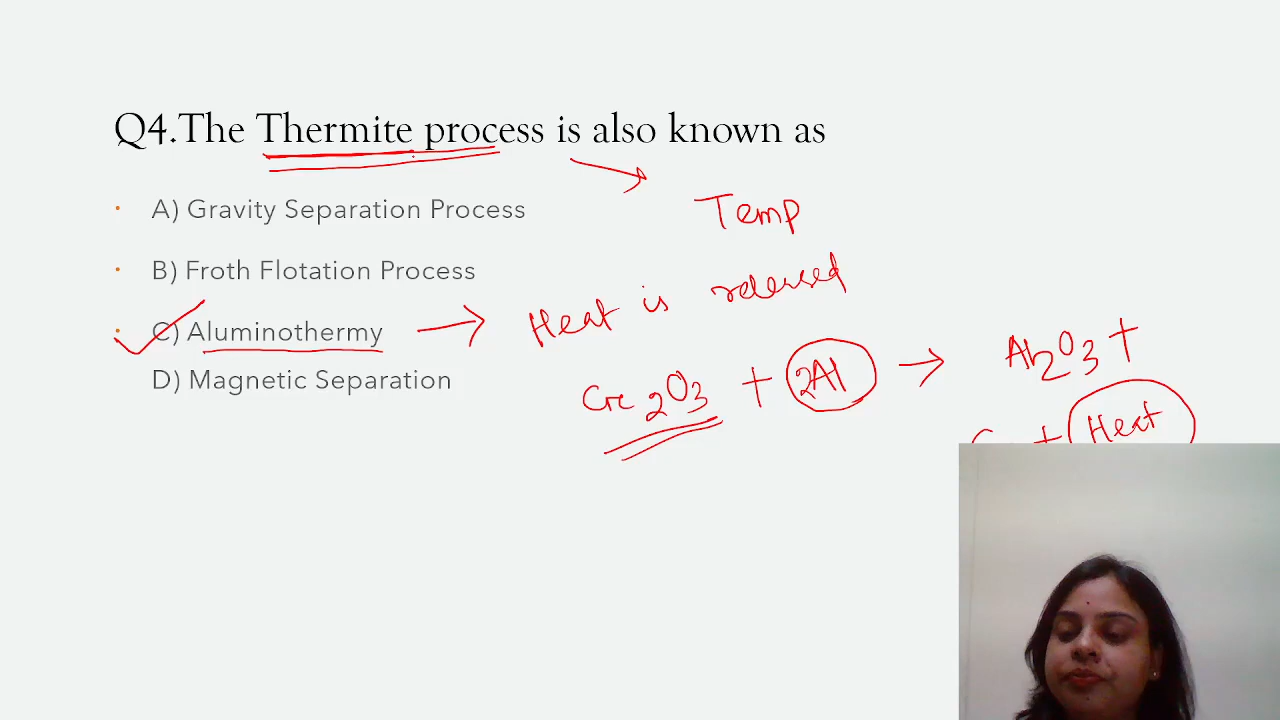 Q4.The Thermite process is also known as
• A) Gravity Separation Process
Temp
• B) Froth Flotation Process
Heat is released
• C) Aluminothermy
Al2O3 +
D) Magnetic Separation
Cr2O3 + 2Al →
+ Heat